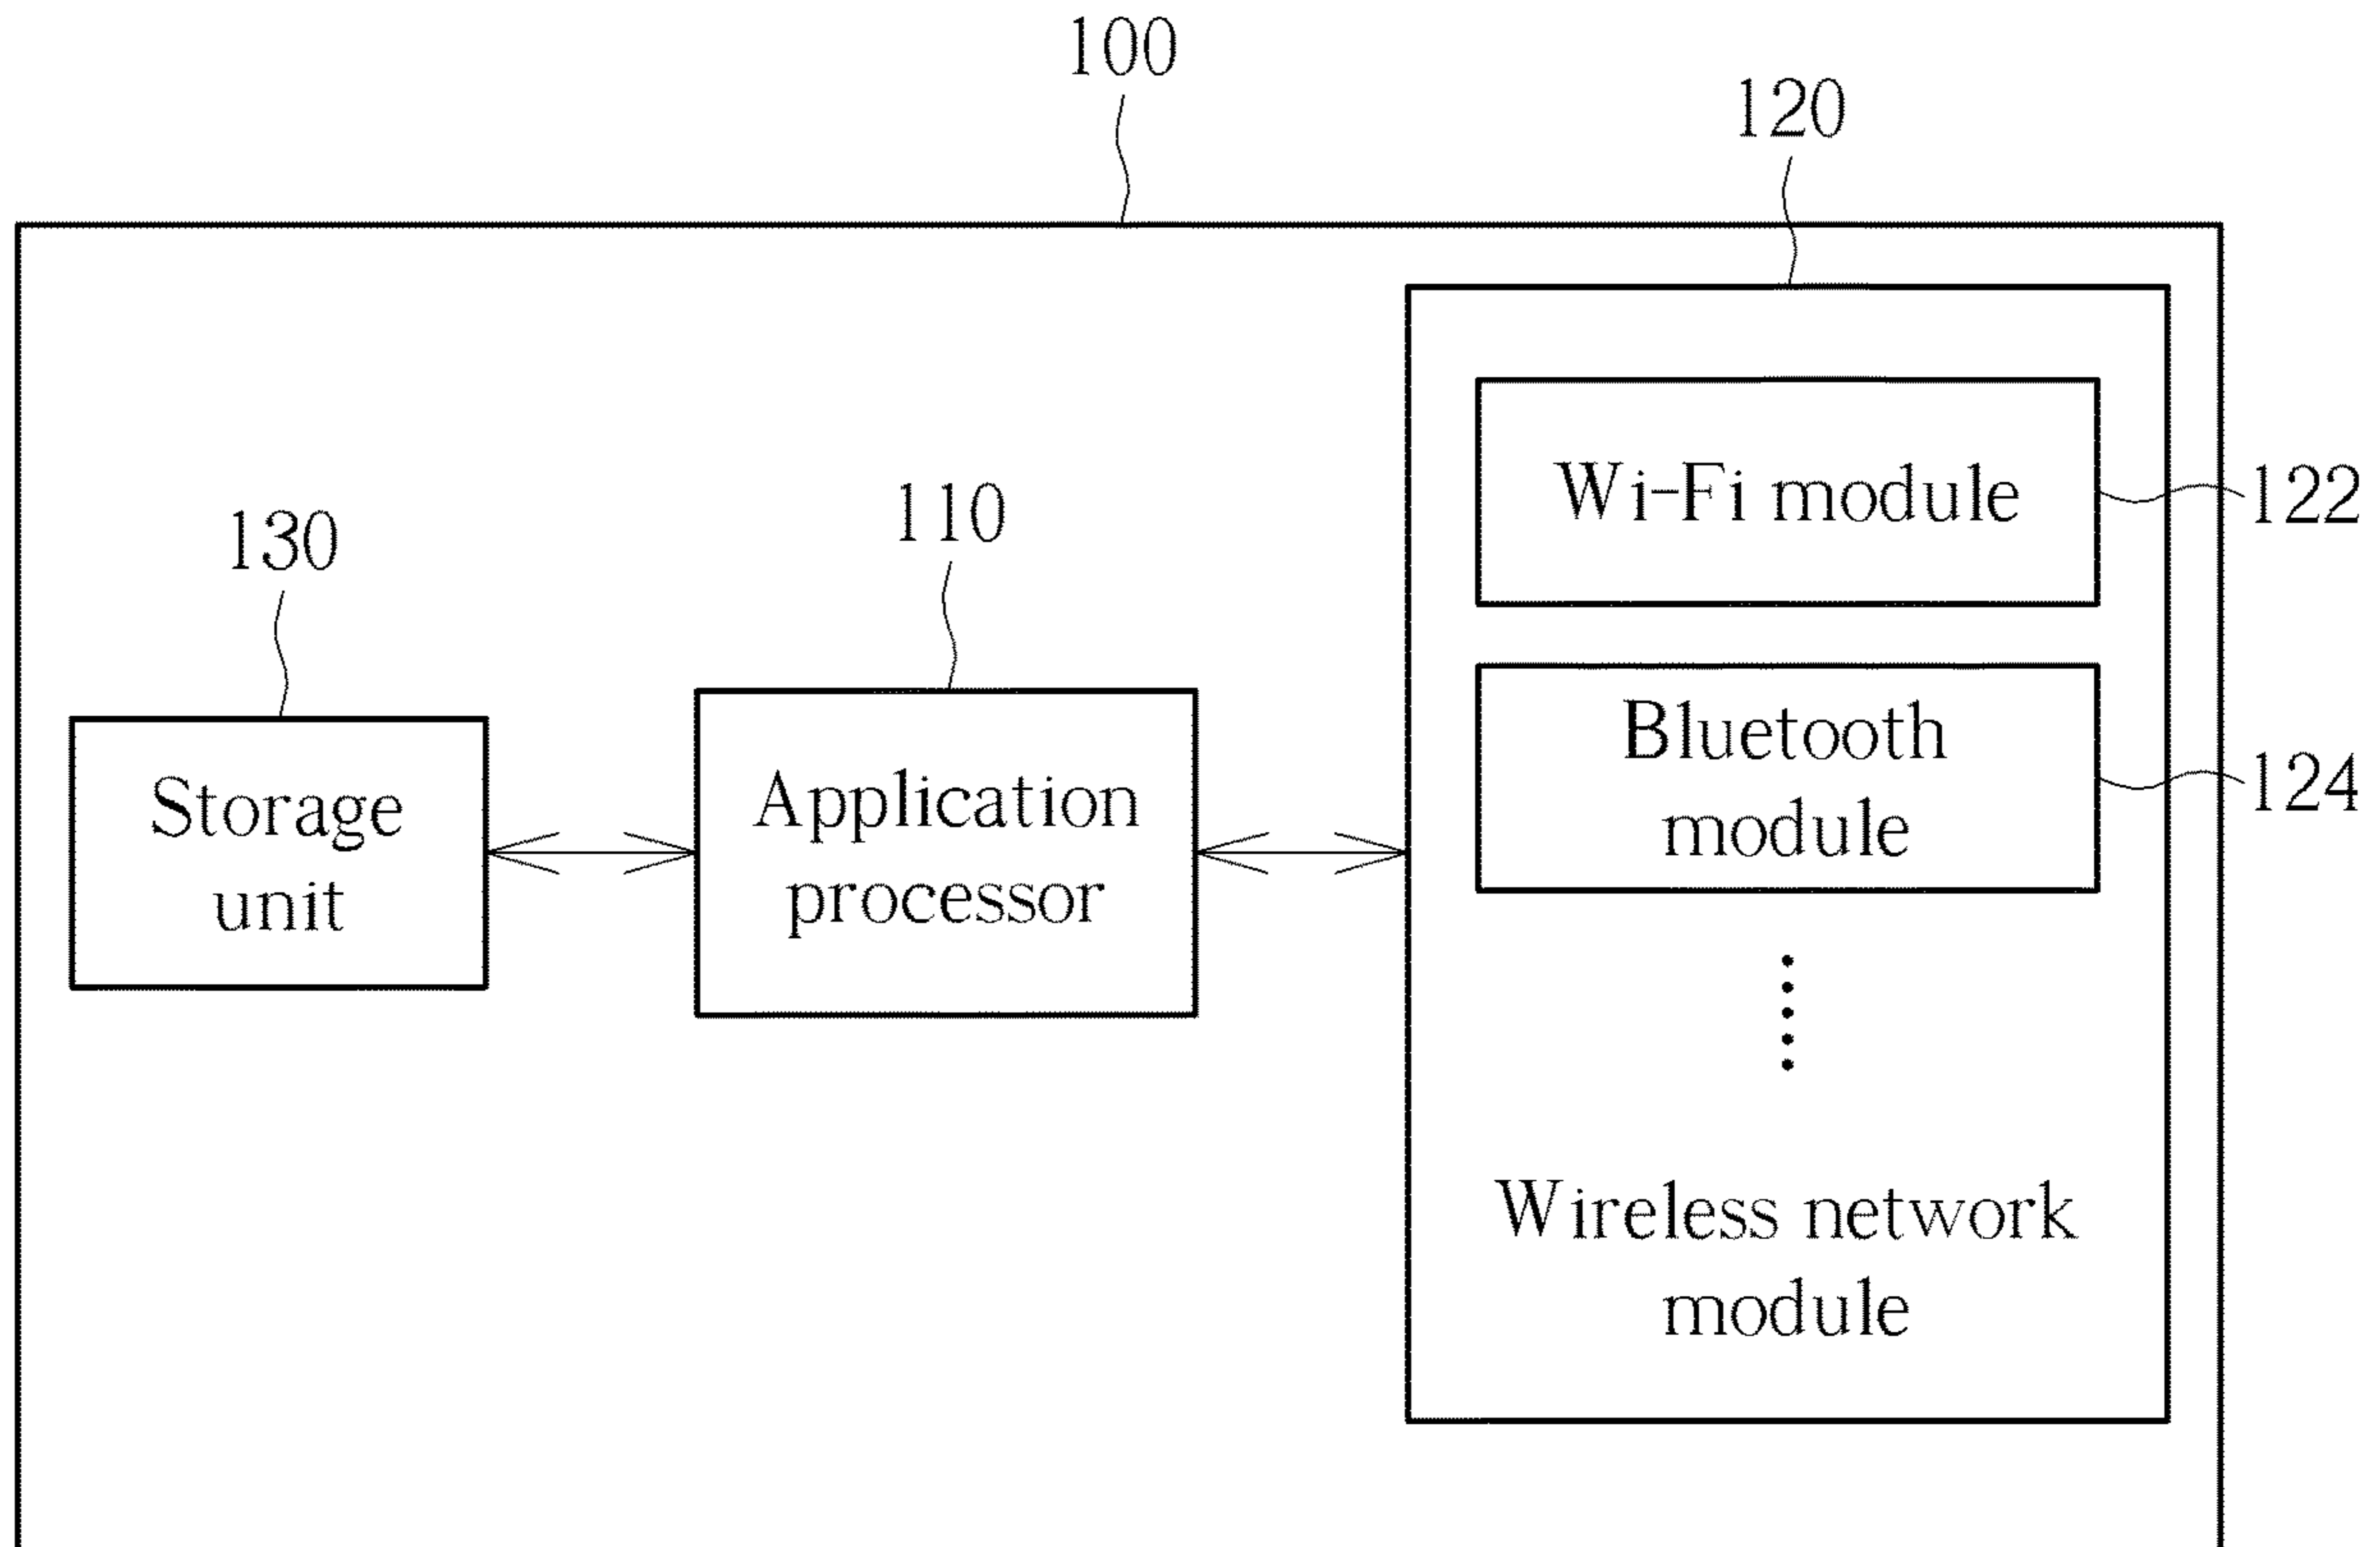 100
120
Wi-Fi module
122
130
110
Bluetooth
module
124
Storage
unit
Application
processor
Wireless network
module